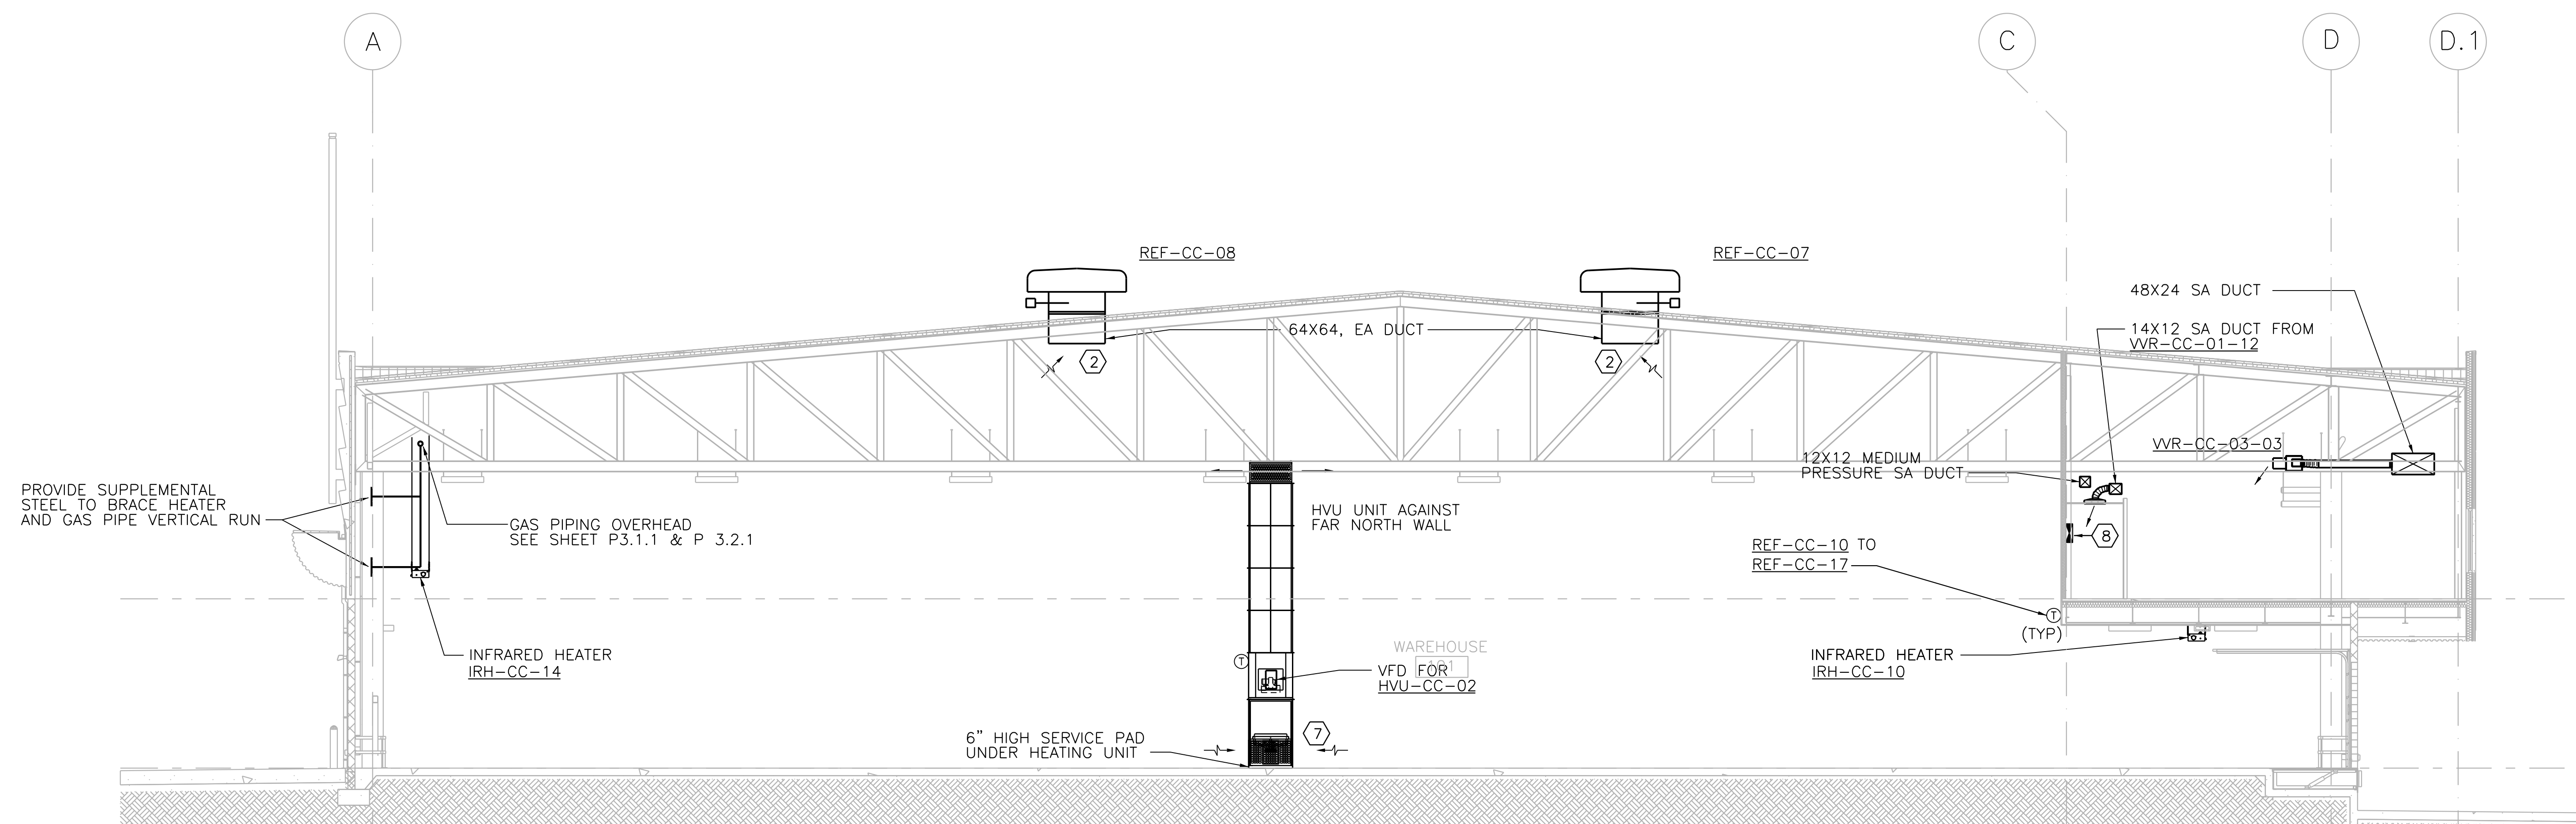 A
C
D
D.1
REF-CC-08
REF-CC-07
48X24 SA DUCT
64X64, EA DUCT
14X12 SA DUCT FROM
VVR-CC-01-12
2
2
VVR-CC-03-03
12X12 MEDIUM
PRESSURE SA DUCT
PROVIDE SUPPLEMENTAL
STEEL TO BRACE HEATER
AND GAS PIPE VERTICAL RUN
GAS PIPING OVERHEAD
SEE SHEET P3.1.1 & P 3.2.1
HVU UNIT AGAINST
FAR NORTH WALL
8
REF-CC-10 TO
REF-CC-17
T
(TYP)
INFRARED HEATER
IRH-CC-14
WAREHOUSE
101
T
VFD FOR
HVU-CC-02
INFRARED HEATER
IRH-CC-10
6" HIGH SERVICE PAD
UNDER HEATING UNIT
7